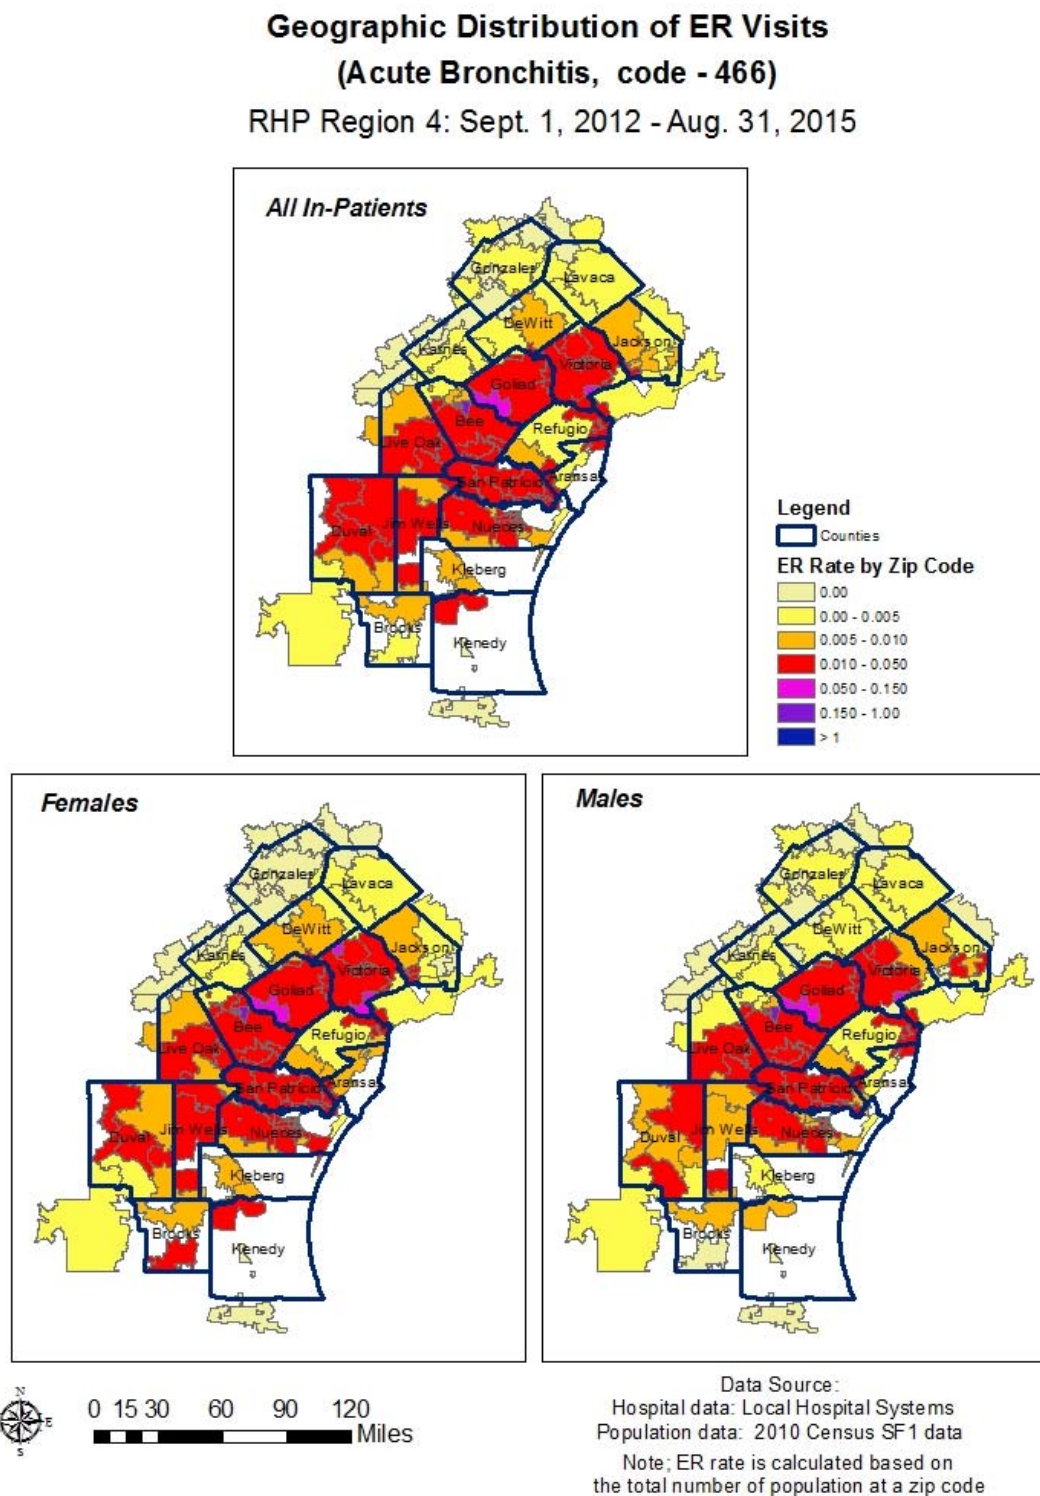 Geographic Distribution of ER Visits
(Acute Bronchitis, code - 466)
RHP Region 4: Sept. 1, 2012 - Aug. 31, 2015
All In-Patients
Gonzales
Lavaca
DeWitt
Jackson
Karnes
Victoria
Goliad
Bee
Refugio
Live Oak
Aransas
San Patricio
Duval
Jim Wells
Nueces
Kleberg
Brooks
Kenedy
Legend
Counties
ER Rate by Zip Code
0.00
0.00 - 0.005
0.005 - 0.010
0.010 - 0.050
0.050 - 0.150
0.150 - 1.00
> 1
Females
Gonzales
Lavaca
DeWitt
Jackson
Karnes
Victoria
Goliad
Bee
Refugio
Live Oak
Aransas
San Patricio
Duval
Jim Wells
Nueces
Kleberg
Brooks
Kenedy
Males
Gonzales
Lavaca
DeWitt
Jackson
Karnes
Victoria
Goliad
Bee
Refugio
Live Oak
Aransas
San Patricio
Duval
Jim Wells
Nueces
Kleberg
Brooks
Kenedy
N
E
S
0 15 30 60 90 120
Miles
Data Source:
Hospital data: Local Hospital Systems
Population data: 2010 Census SF1 data
Note; ER rate is calculated based on
the total number of population at a zip code